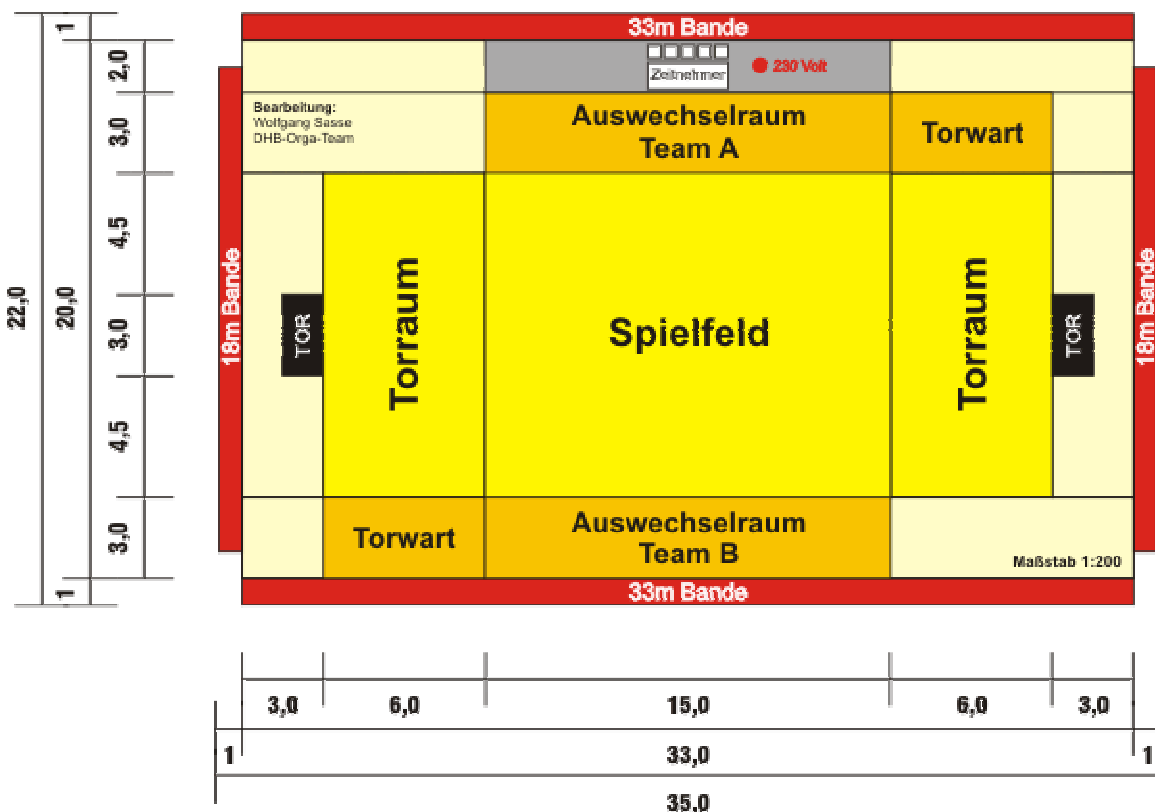 33m Bande
Zeitnehmer
230 Volt
Bearbeitung:
Wolfgang Sasse
DHB-Orga-Team
Auswechselraum
Team A
Torwart
18m Bande
TOR
Torraum
Spielfeld
Torraum
TOR
18m Bande
Torwart
Auswechselraum
Team B
Maßstab 1:200
33m Bande
1
2,0
3,0
4,5
3,0
4,5
3,0
1
20,0
22,0
3,0 6,0 15,0 6,0 3,0
1 33,0 1
35,0